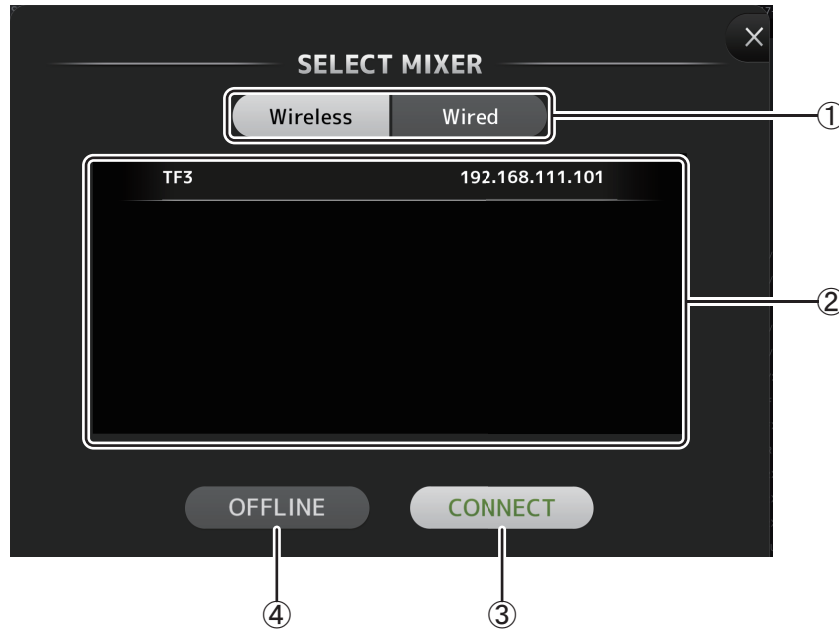 SELECT MIXER
Wireless Wired
①
TF3 192.168.111.101
②
OFFLINE CONNECT
④ ③